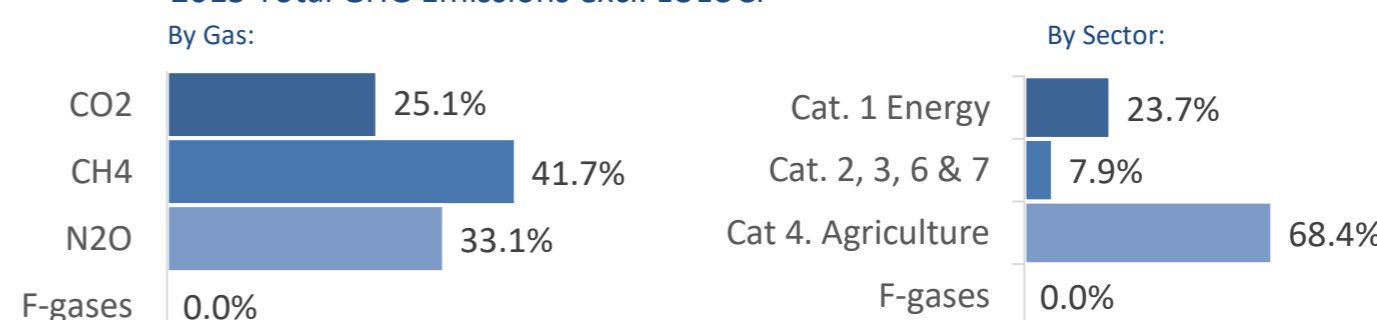 By Gas:
CO2 25.1%
CH4 41.7%
N2O 33.1%
F-gases 0.0%
By Sector:
Cat. 1 Energy 23.7%
Cat. 2, 3, 6 & 7 7.9%
Cat 4. Agriculture 68.4%
F-gases 0.0%